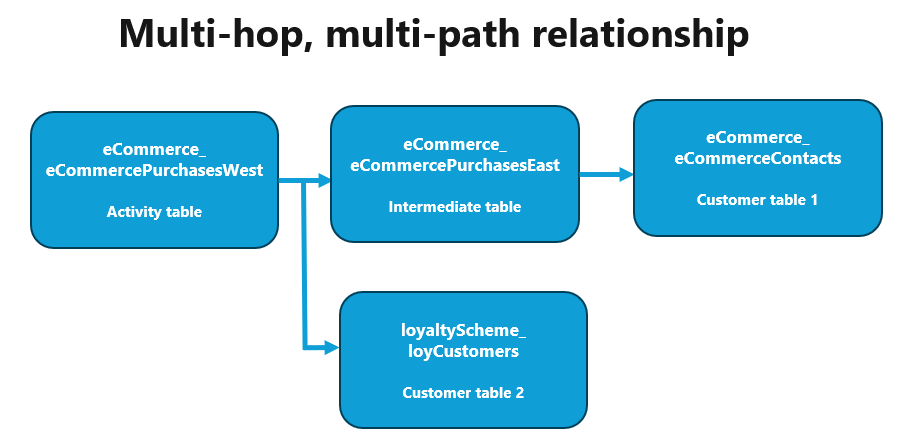 Multi-hop, multi-path relationship
eCommerce_
eCommercePurchasesWest
Activity table
eCommerce_
eCommercePurchasesEast
Intermediate table
eCommerce_
eCommerceContacts
Customer table 1
loyaltyScheme_
loyCustomers
Customer table 2